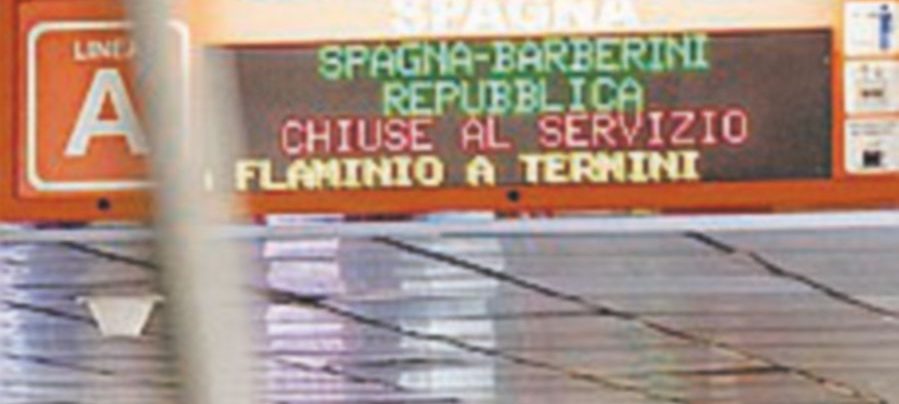 SPAGNA
LINEA
A
SPAGNA-BARBERINI
REPUBBLICA
CHIUSE AL SERVIZIO
FLAMINIO A TERMINI